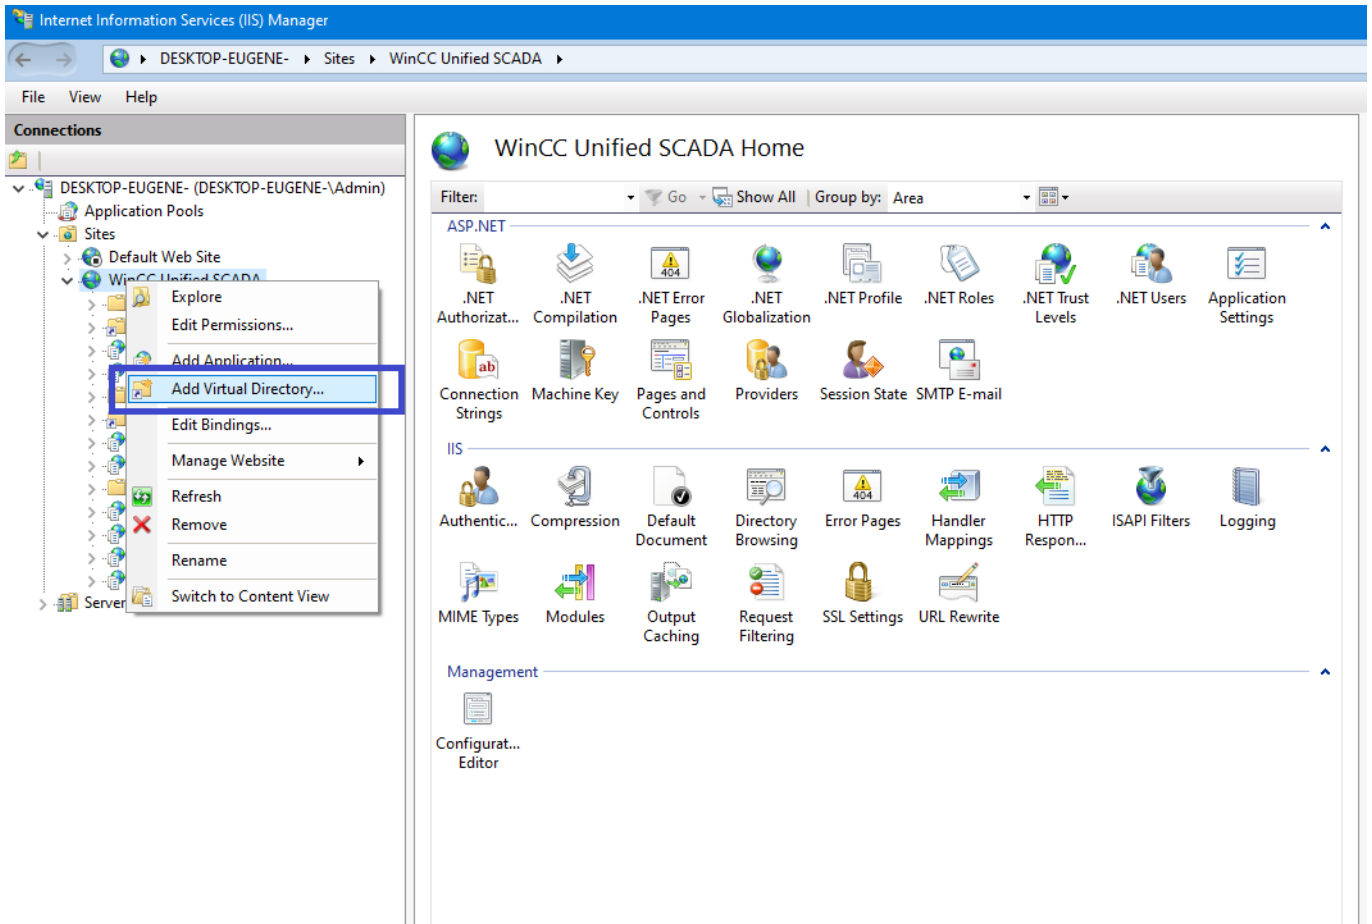 Internet Information Services (IIS) Manager
DESKTOP-EUGENE- Sites WinCC Unified SCADA
File View Help
Connections
DESKTOP-EUGENE- (DESKTOP-EUGENE-\Admin)
Application Pools
Sites
Default Web Site
WinCC Unified SCADA
Explore
Edit Permissions...
Add Application...
Add Virtual Directory...
Edit Bindings...
Manage Website
Refresh
Remove
Rename
Switch to Content View
Server
WinCC Unified SCADA Home
Filter: Go Show All Group by: Area
ASP.NET
.NET Authorizat...
.NET Compilation
.NET Error Pages
.NET Globalization
.NET Profile
.NET Roles
.NET Trust Levels
.NET Users
Application Settings
Connection Strings
Machine Key
Pages and Controls
Providers
Session State
SMTP E-mail
IIS
Authentic...
Compression
Default Document
Directory Browsing
Error Pages
Handler Mappings
HTTP Respon...
ISAPI Filters
Logging
MIME Types
Modules
Output Caching
Request Filtering
SSL Settings
URL Rewrite
Management
Configurat... Editor